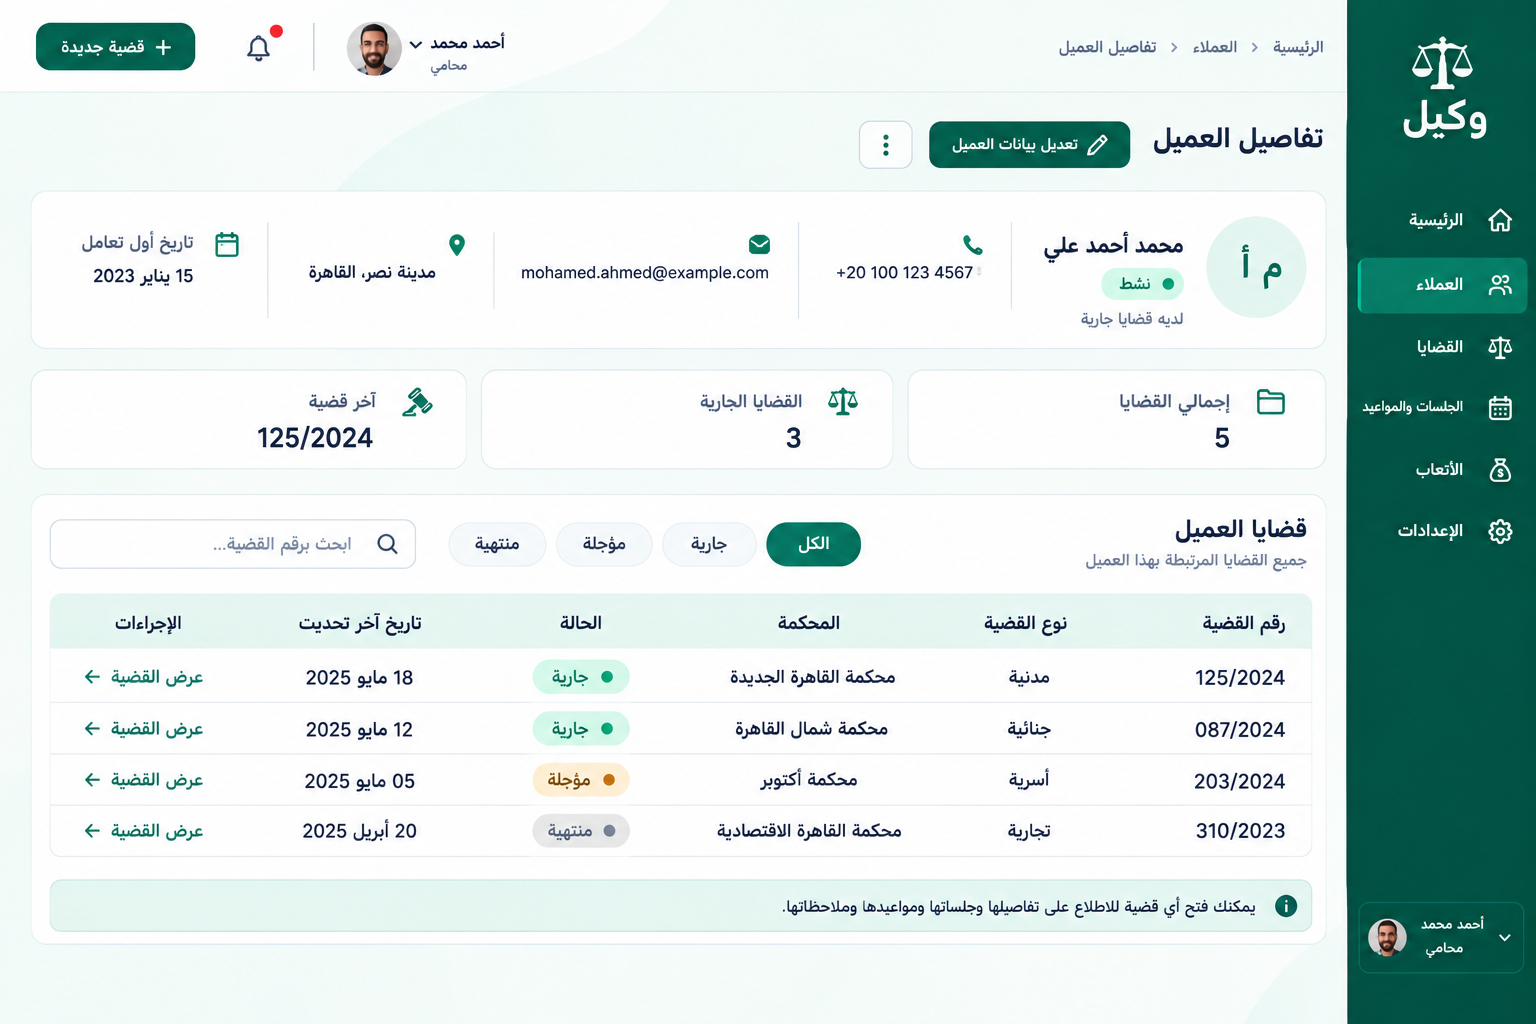 وكيل
الرئيسية
العملاء
القضايا
الجلسات والمواعيد
الأتعاب
الإعدادات
أحمد محمد
محامي
الرئيسية > العملاء > تفاصيل العميل
أحمد محمد
محامي
+ قضية جديدة
تفاصيل العميل
تعديل بيانات العميل
م أ
محمد أحمد علي
نشط
لديه قضايا جارية
+20 100 123 4567
mohamed.ahmed@example.com
مدينة نصر، القاهرة
تاريخ أول تعامل
15 يناير 2023
إجمالي القضايا
5
القضايا الجارية
3
آخر قضية
125/2024
قضايا العميل
جميع القضايا المرتبطة بهذا العميل
الكل جارية مؤجلة منتهية
ابحث برقم القضية...
رقم القضية نوع القضية المحكمة الحالة تاريخ آخر تحديت الإجراءات
125/2024 مدنية محكمة القاهرة الجديدة جارية 18 مايو 2025 عرض القضية ←
087/2024 جنائية محكمة شمال القاهرة جارية 12 مايو 2025 عرض القضية ←
203/2024 أسرية محكمة أكتوبر مؤجلة 05 مايو 2025 عرض القضية ←
310/2023 تجارية محكمة القاهرة الاقتصادية منتهية 20 أبريل 2025 عرض القضية ←
يمكنك فتح أي قضية للاطلاع على تفاصيلها وجلساتها ومواعيدها وملاحظاتها.